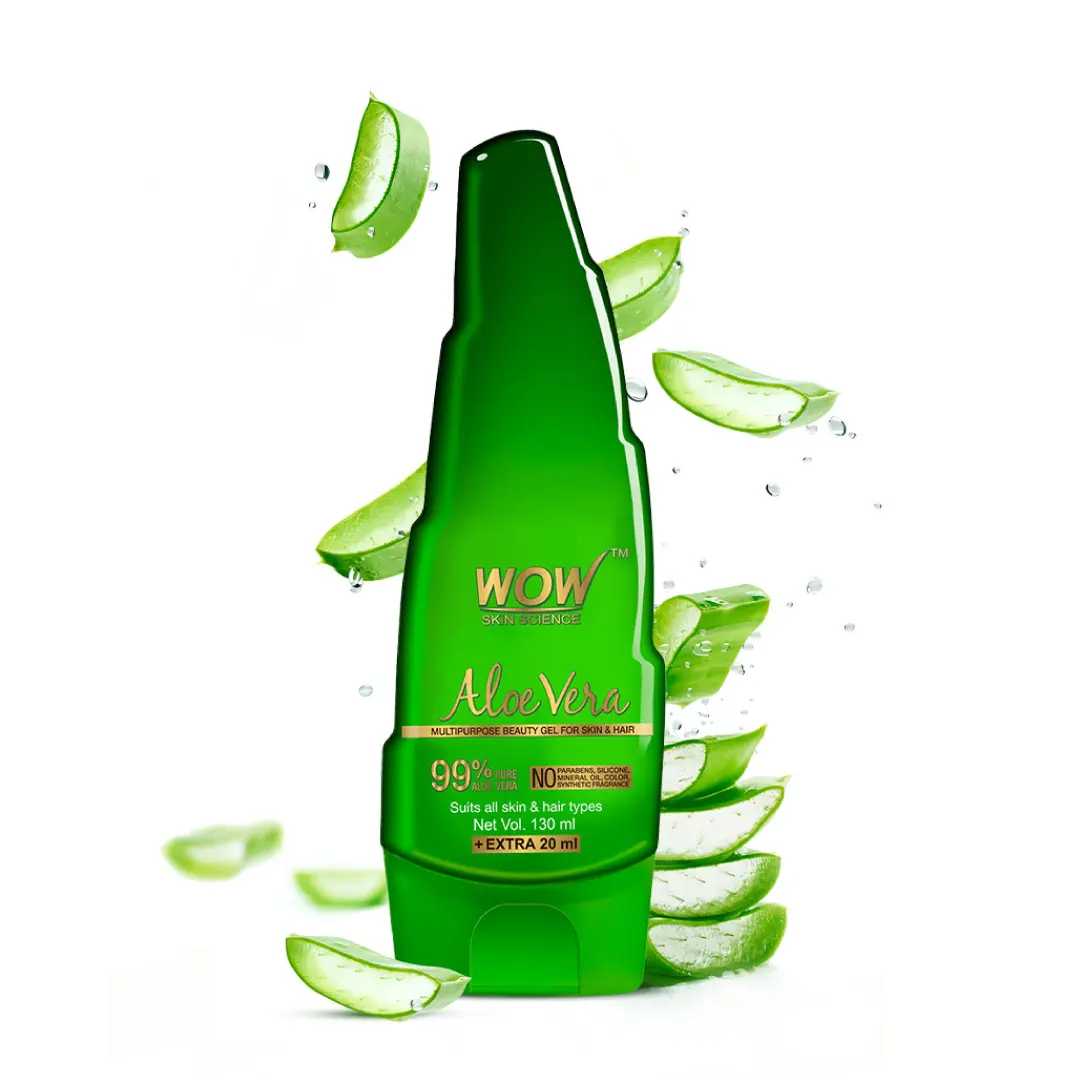 WOW™
SKIN SCIENCE
Aloe Vera
MULTIPURPOSE BEAUTY GEL FOR SKIN & HAIR
99% PURE
ALOE VERA
NO PARABENS, SILICONE,
MINERAL OIL, COLOR,
SYNTHETIC FRAGRANCE
Suits all skin & hair types
Net Vol. 130 ml
+EXTRA 20 ml